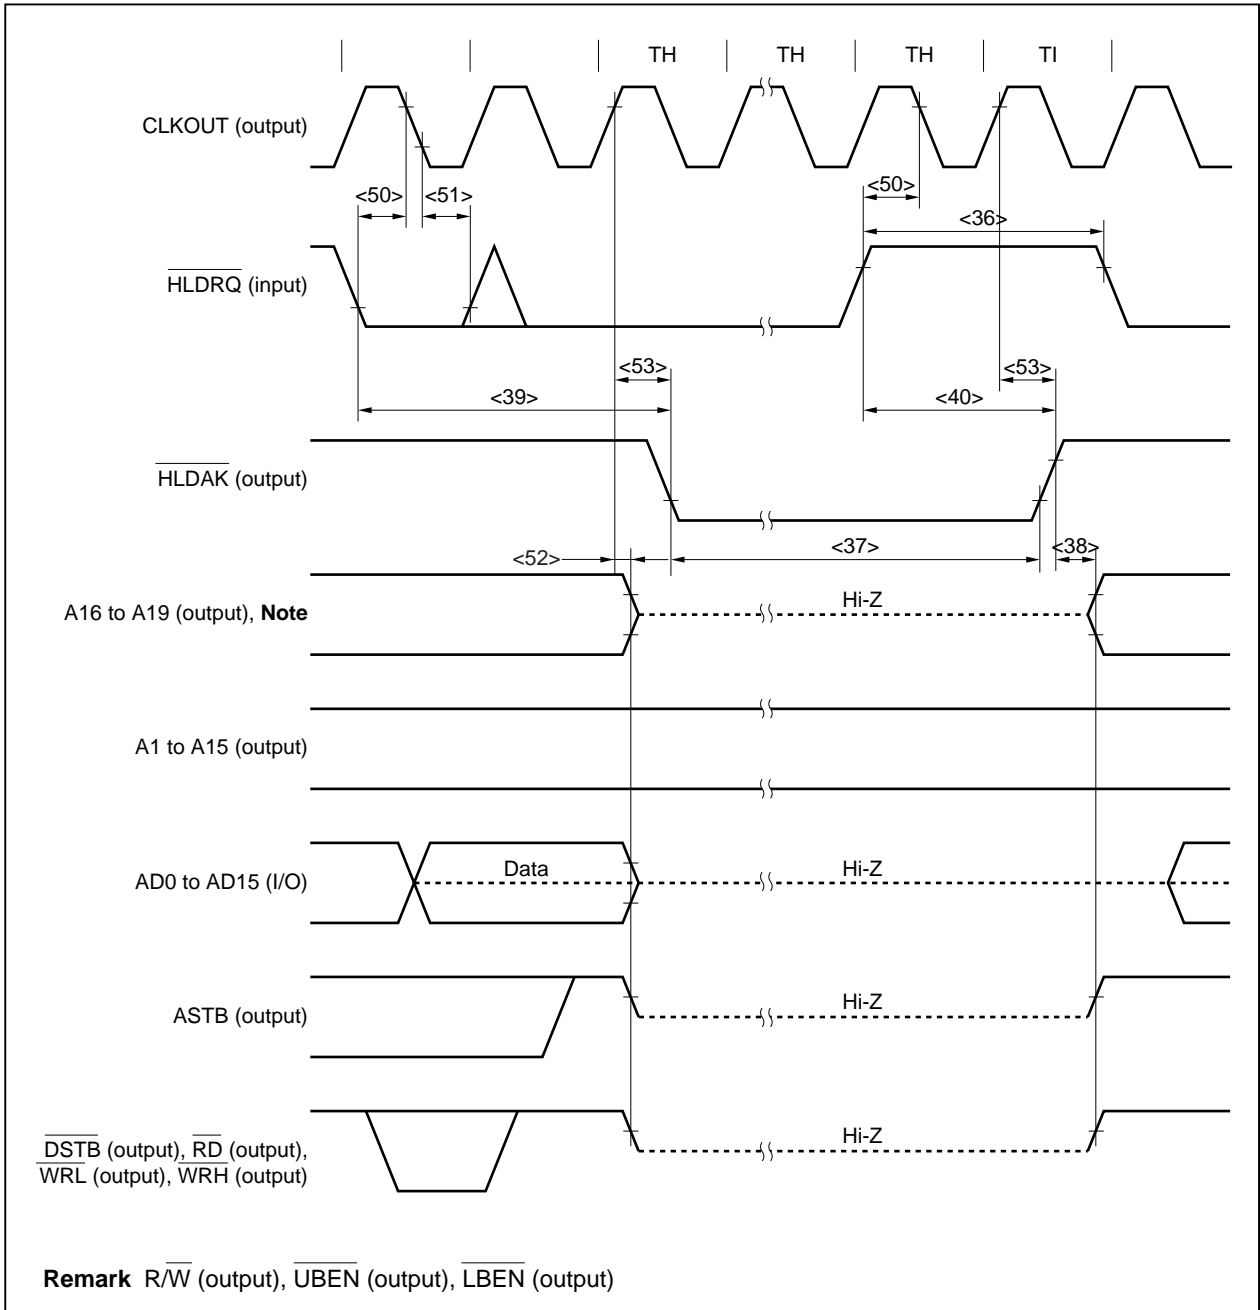 TH TH TH TI
CLKOUT (output)
<50> <51> <50>
<36>
HLDRQ (input)
<53> <53>
<39> <40>
HLDAK (output)
<52> <37> <38>
A16 to A19 (output), Note Hi-Z
A1 to A15 (output)
AD0 to AD15 (I/O) Data Hi-Z
ASTB (output) Hi-Z
DSTB (output), RD (output), Hi-Z
WRL (output), WRH (output)
Remark R/W (output), UBEN (output), LBEN (output)